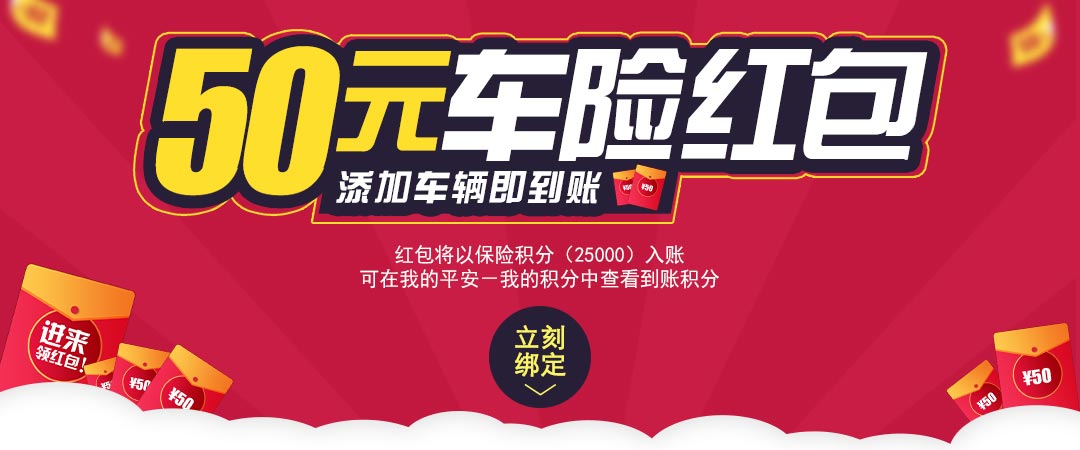 50元车险红包
添加车辆即到账
¥50
¥50
红包将以保险积分（25000）入账
可在我的平安－我的积分中查看到账积分
立刻
绑定
进来
领红包!
¥50
¥50
¥50
¥50